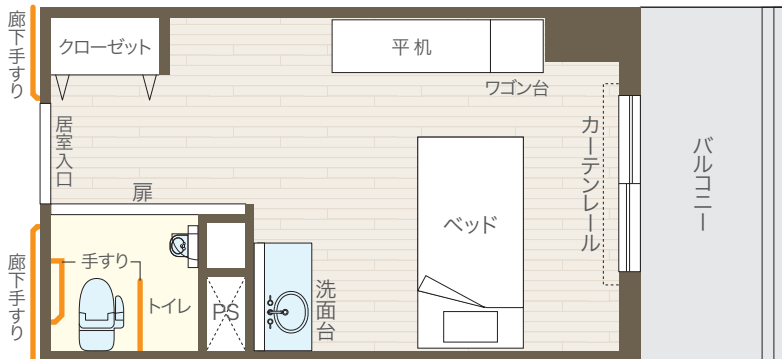 廊下手すり
クローゼット
平机
ワゴン台
居室入口
カーテンレール
バルコニー
扉
ベッド
廊下手すり
手すり
トイレ
PS
洗面台